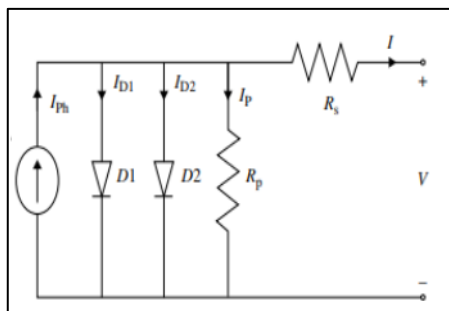 I
I_D1 I_D2
I_Ph I_P R_s +
D1 D2 R_p V
−